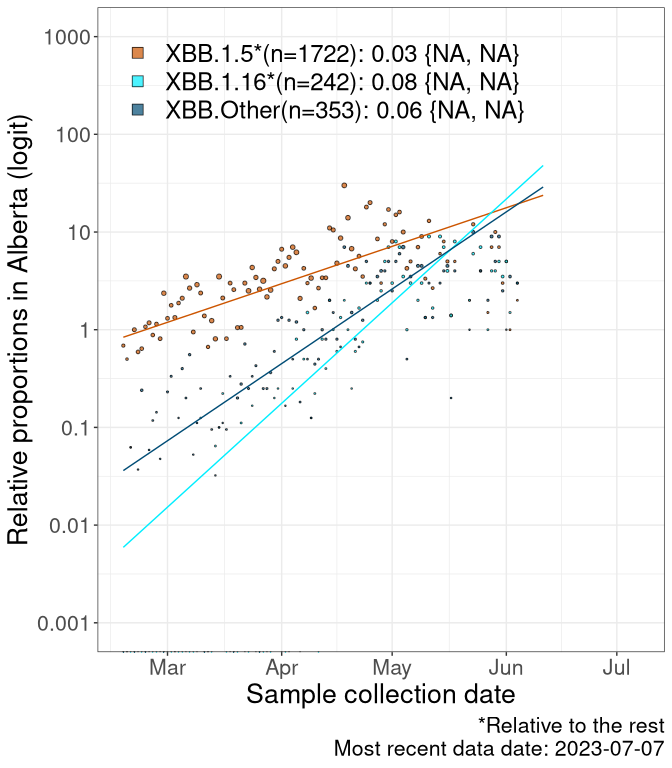 XBB.1.5*(n=1722): 0.03 {NA, NA}
XBB.1.16*(n=242): 0.08 {NA, NA}
XBB.Other(n=353): 0.06 {NA, NA}
Relative proportions in Alberta (logit)
1000
100
10
1
0.1
0.01
0.001
Mar Apr May Jun Jul
Sample collection date
*Relative to the rest
Most recent data date: 2023-07-07